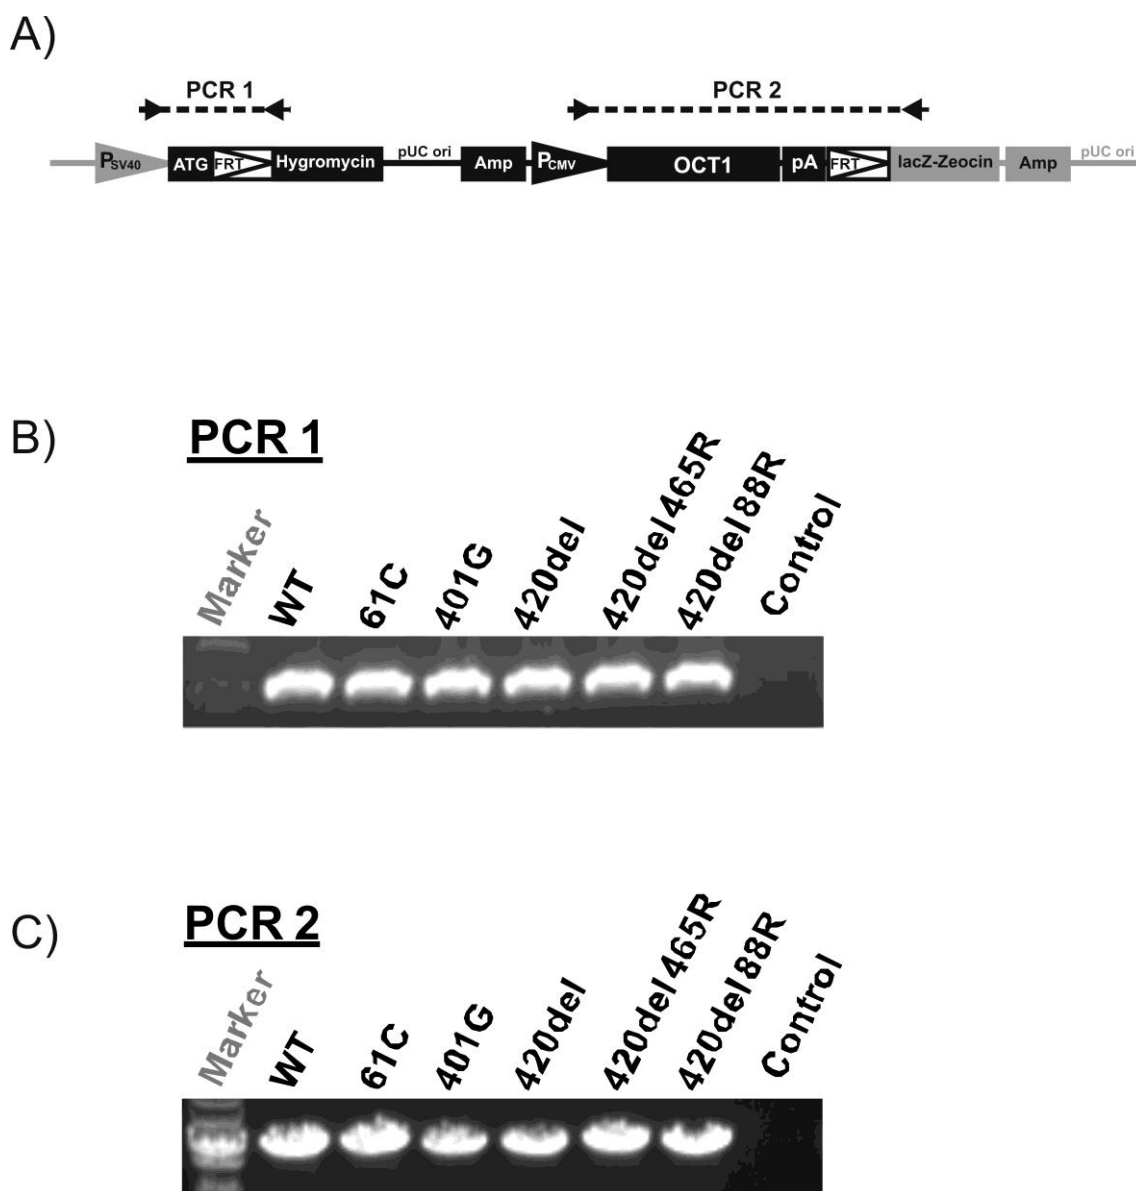 A)
PCR 1
PCR 2
PSV40 ATG FRT Hygromycin pUC ori Amp PCMV OCT1 pA FRT lacZ-Zeocin Amp pUC ori
B)
PCR 1
Marker WT 61C 401G 420del 420del465R 420del88R Control
C)
PCR 2
Marker WT 61C 401G 420del 420del465R 420del88R Control